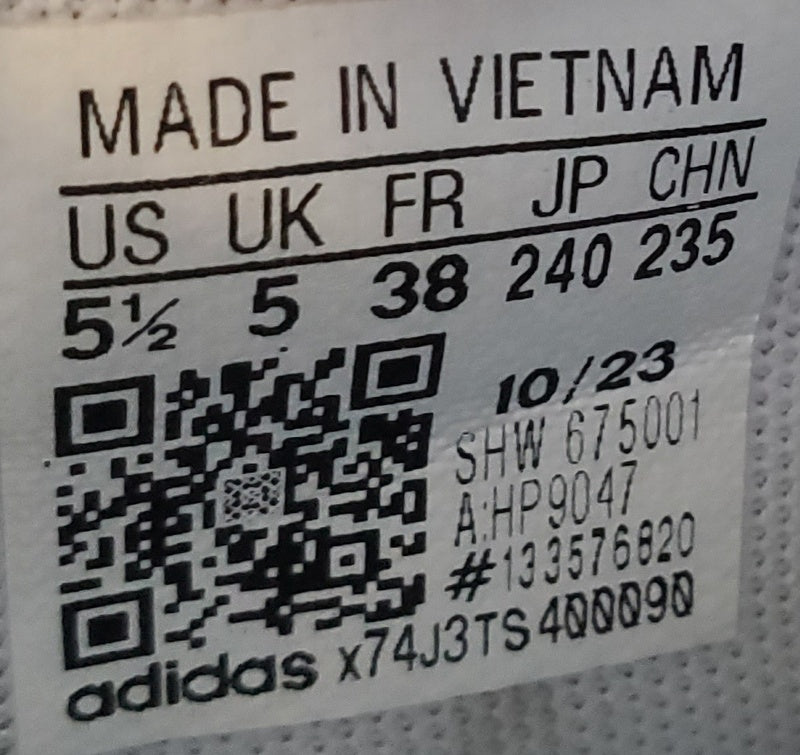 MADE IN VIETNAM
US UK FR JP CHN
5½ 5 38 240 235
10/23
SHW 675001
A:HP9047
#133576820
adidas x74J3TS400090